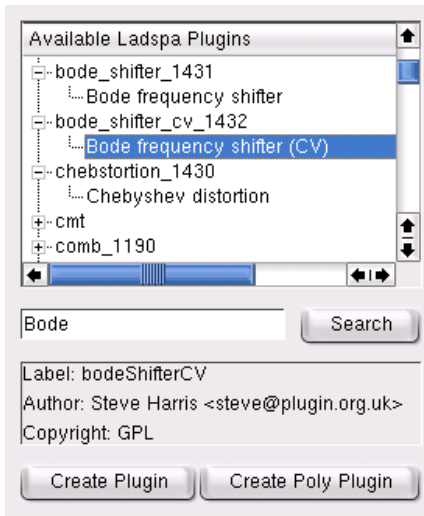 Available Ladspa Plugins
bode_shifter_1431
Bode frequency shifter
bode_shifter_cv_1432
Bode frequency shifter (CV)
chebstortion_1430
Chebyshev distortion
cmt
comb_1190
Bode
Search
Label: bodeShifterCV
Author: Steve Harris <steve@plugin.org.uk>
Copyright: GPL
Create Plugin
Create Poly Plugin